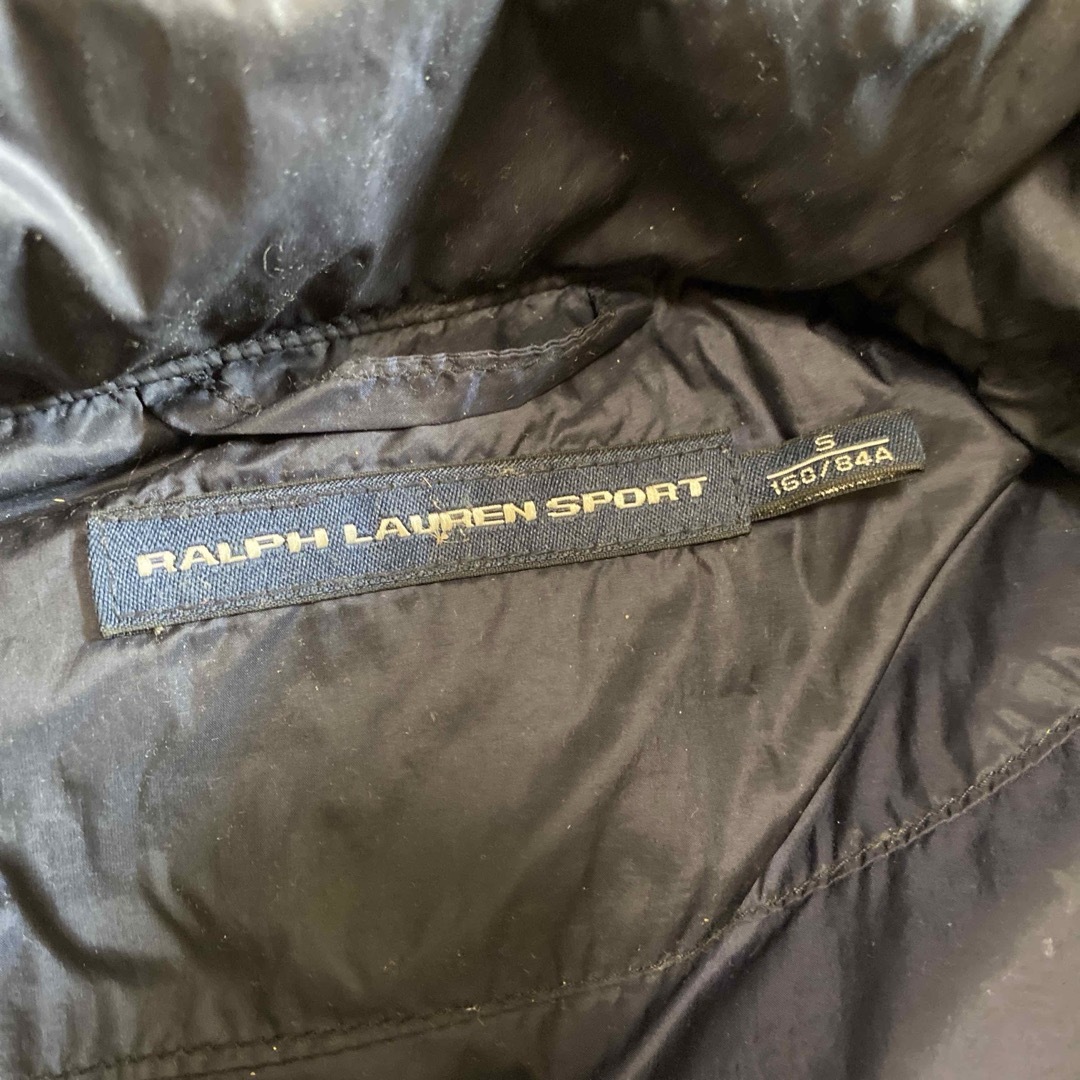 RALPH LAUREN SPORT
S
160/84A